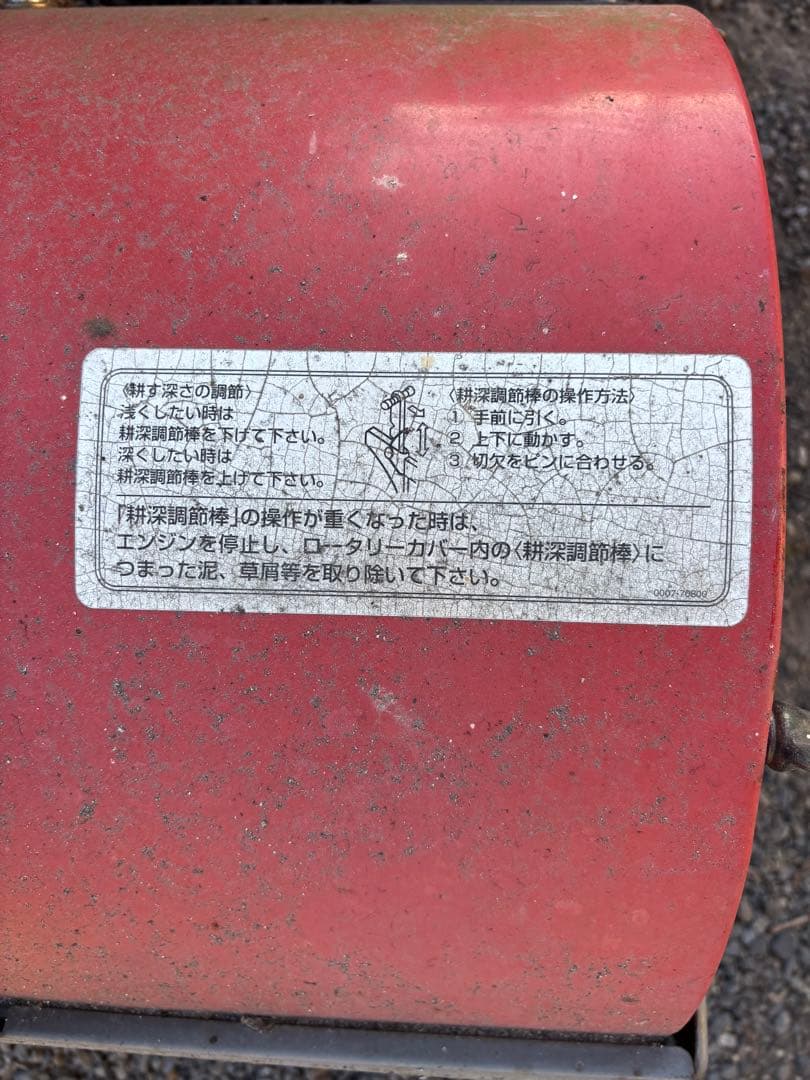 〈耕す深さの調節〉
浅くしたい時は
耕深調節棒を下げて下さい。
深くしたい時は
耕深調節棒を上げて下さい。
〈耕深調節棒の操作方法〉
1 手前に引く。
2 上下に動かす。
3 切欠をピンに合わせる。
「耕深調節棒」の操作が重くなった時は、
エンジンを停止し、ロータリーカバー内の〈耕深調節棒〉に
つまった泥、草屑等を取り除いて下さい。